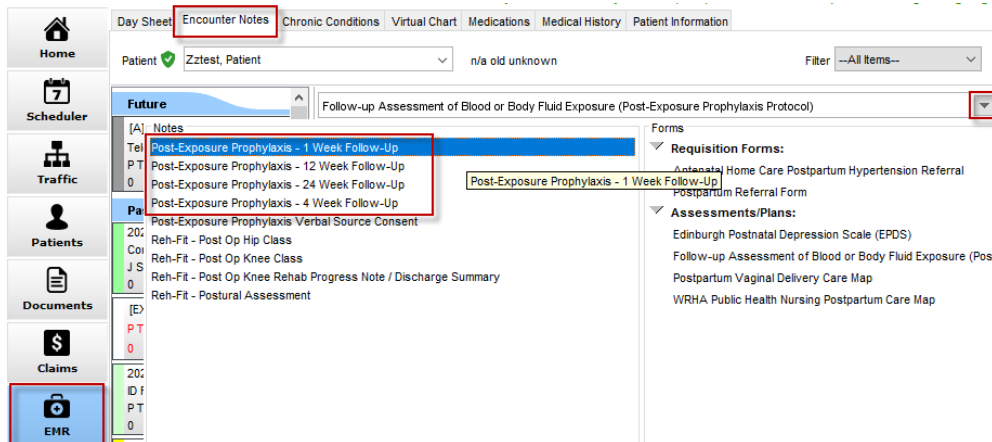 Day Sheet Encounter Notes Chronic Conditions Virtual Chart Medications Medical History Patient Information
Home
Patient Zztest, Patient n/a old unknown Filter --All Items--
7
Scheduler
Future
Follow-up Assessment of Blood or Body Fluid Exposure (Post-Exposure Prophylaxis Protocol)
[A] Notes
Tel
P T
0
Post-Exposure Prophylaxis - 1 Week Follow-Up
Post-Exposure Prophylaxis - 12 Week Follow-Up
Post-Exposure Prophylaxis - 24 Week Follow-Up
Post-Exposure Prophylaxis - 4 Week Follow-Up
Post-Exposure Prophylaxis Verbal Source Consent
Reh-Fit - Post Op Hip Class
Reh-Fit - Post Op Knee Class
Reh-Fit - Post Op Knee Rehab Progress Note / Discharge Summary
Reh-Fit - Postural Assessment
Post-Exposure Prophylaxis - 1 Week Follow-Up
Forms
Requisition Forms:
Antenatal Home Care Postpartum Hypertension Referral
Postpartum Referral Form
Assessments/Plans:
Edinburgh Postnatal Depression Scale (EPDS)
Follow-up Assessment of Blood or Body Fluid Exposure (Pos
Postpartum Vaginal Delivery Care Map
WRHA Public Health Nursing Postpartum Care Map
Traffic
Patients
Documents
$
Claims
EMR
Pa
202
Co
J S
0
[E
P T
0
202
ID F
P T
0